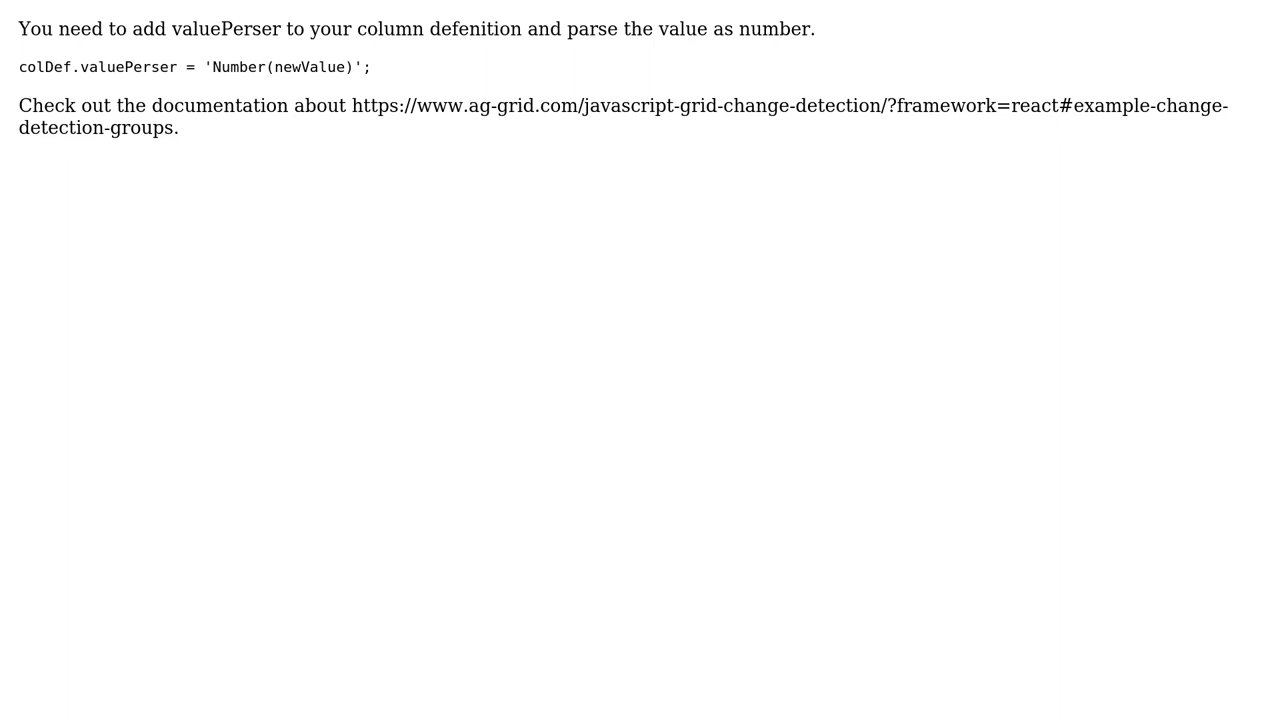 You need to add valuePerser to your column defenition and parse the value as number.
colDef.valuePerser = 'Number(newValue)';
Check out the documentation about https://www.ag-grid.com/javascript-grid-change-detection/?framework=react#example-change-
detection-groups.